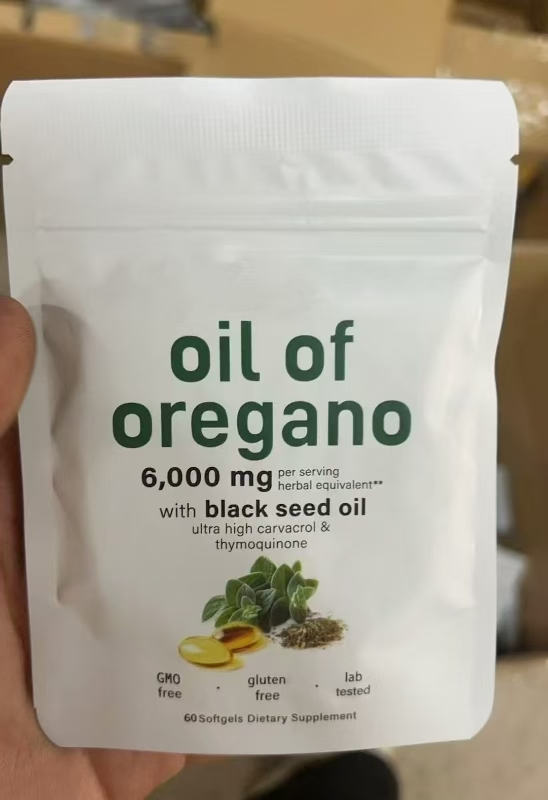 oil of
oregano
6,000 mg per serving
herbal equivalent**
with black seed oil
ultra high carvacrol &
thymoquinone
GMO
free
·
gluten
free
·
lab
tested
60 Softgels Dietary Supplement